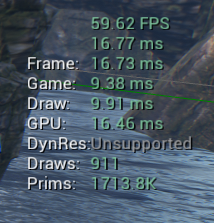 59.62 FPS
16.77 ms
Frame: 16.73 ms
Game: 9.38 ms
Draw: 9.91 ms
GPU: 16.46 ms
DynRes: Unsupported
Draws: 911
Prims: 1713.8K